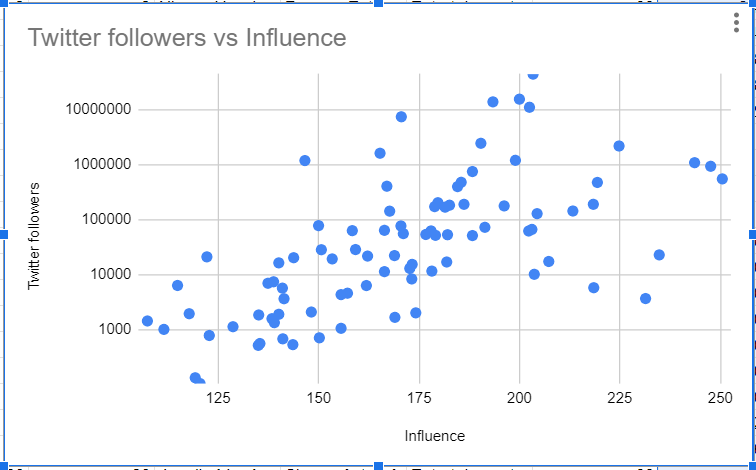 Twitter followers vs Influence
Twitter followers
10000000
1000000
100000
10000
1000
125 150 175 200 225 250
Influence